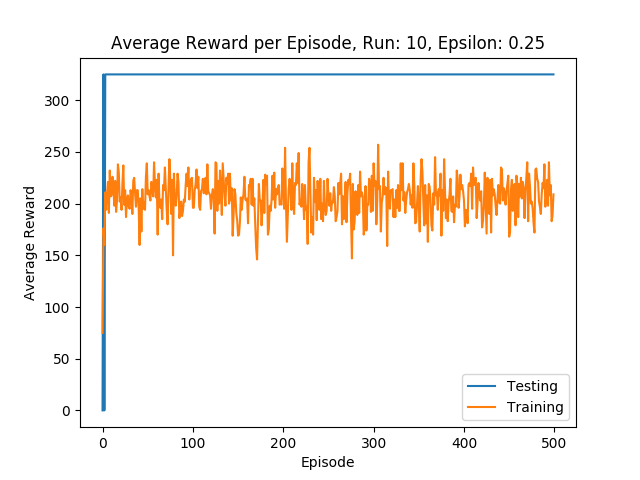 Average Reward per Episode, Run: 10, Epsilon: 0.25
Average Reward
300
250
200
150
100
50
0
0 100 200 300 400 500
Episode
Testing
Training